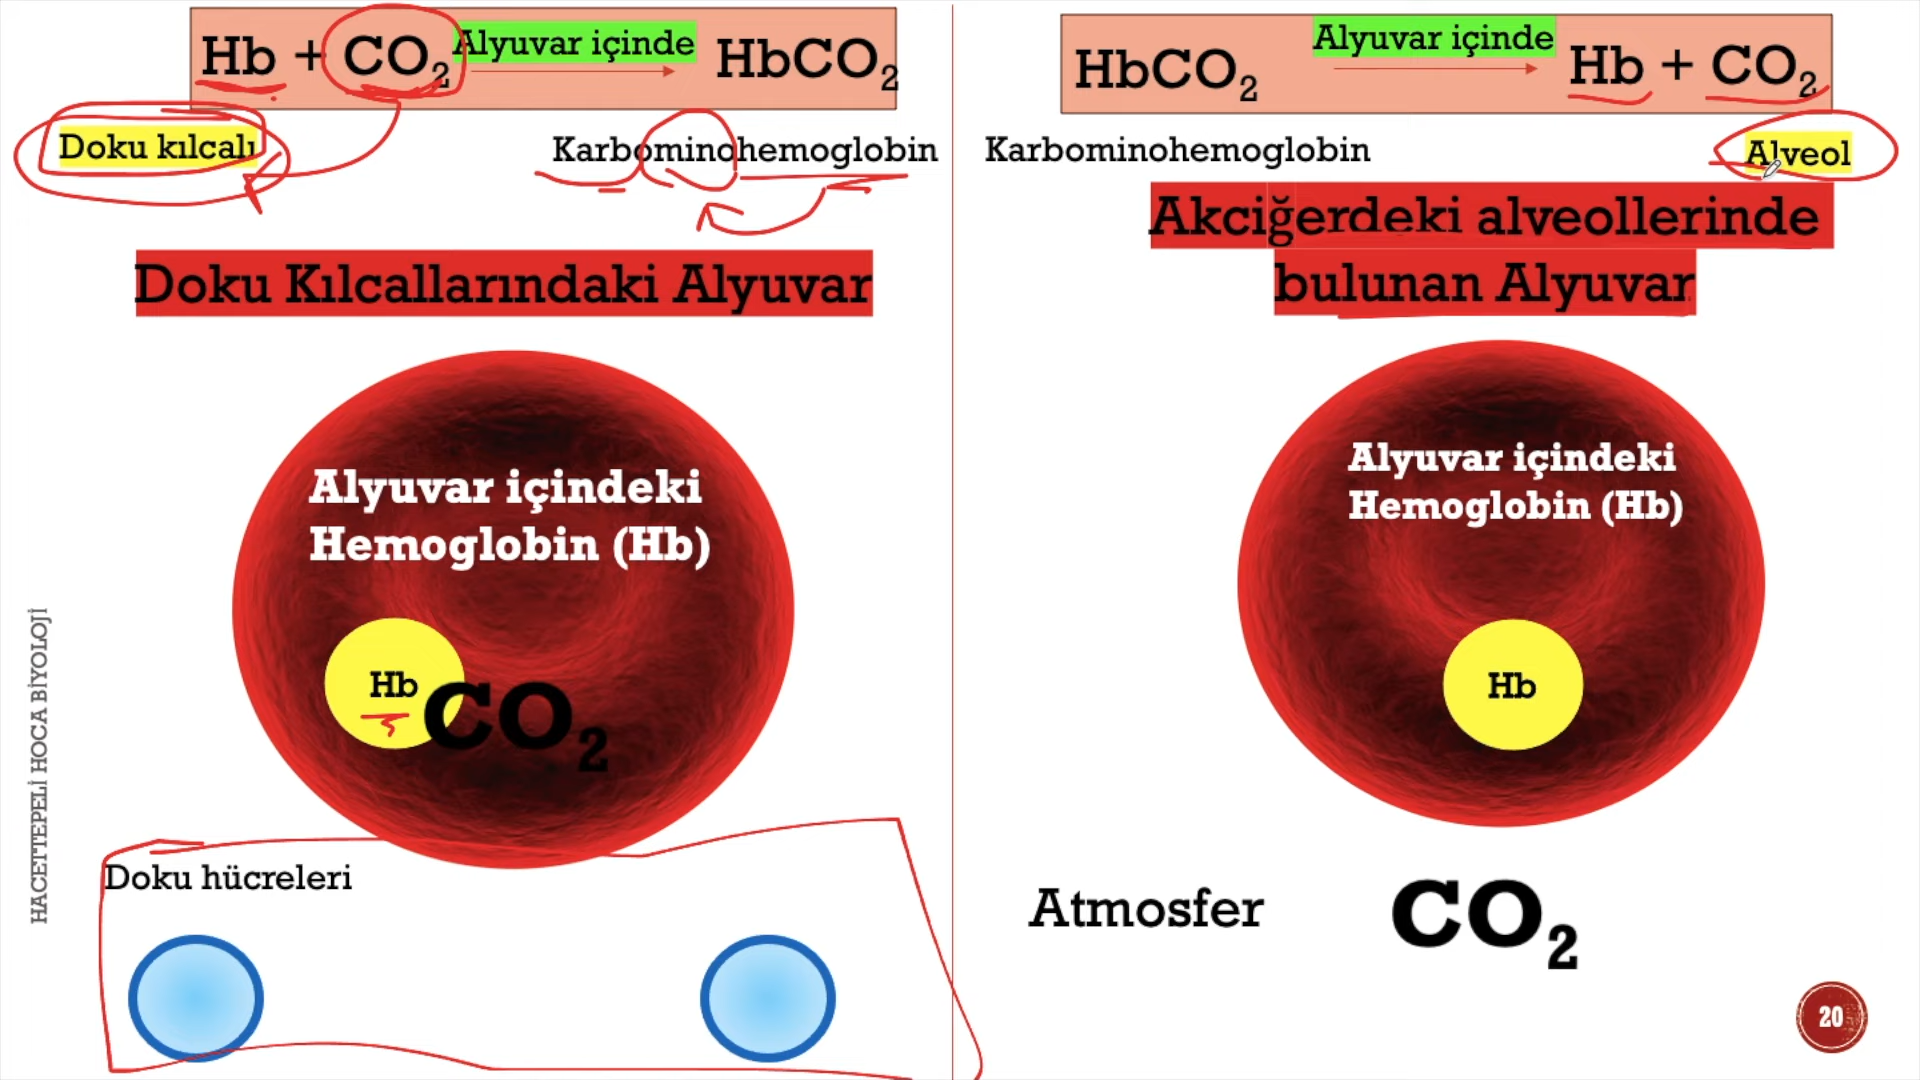 Hb + CO₂ Alyuvar içinde HbCO₂
Doku kılcalı
Karbominohemoglobin
Doku Kılcallarındaki Alyuvar
Alyuvar içindeki
Hemoglobin (Hb)
Hb
CO₂
Doku hücreleri
HACETTEPELİ HOCA BİYOLOJİ
HbCO₂ Alyuvar içinde Hb + CO₂
Karbominohemoglobin
Alveol
Akciğerdeki alveollerinde
bulunan Alyuvar
Alyuvar içindeki
Hemoglobin (Hb)
Hb
Atmosfer CO₂
20